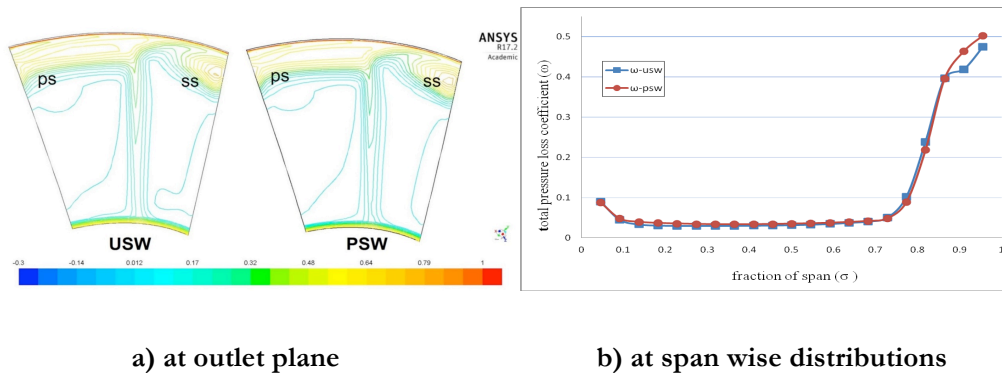 ANSYS
R17.2
Academic
ps
ss
ps
ss
USW
PSW
-0.3 -0.14 0.012 0.17 0.32 0.48 0.64 0.79 1
total pressure loss coefficient (ω)
0.5
0.4
0.3
0.2
0.1
0
ω-usw
ω-psw
0 0.1 0.2 0.3 0.4 0.5 0.6 0.7 0.8 0.9 1
fraction of span (σ )
a) at outlet plane
b) at span wise distributions